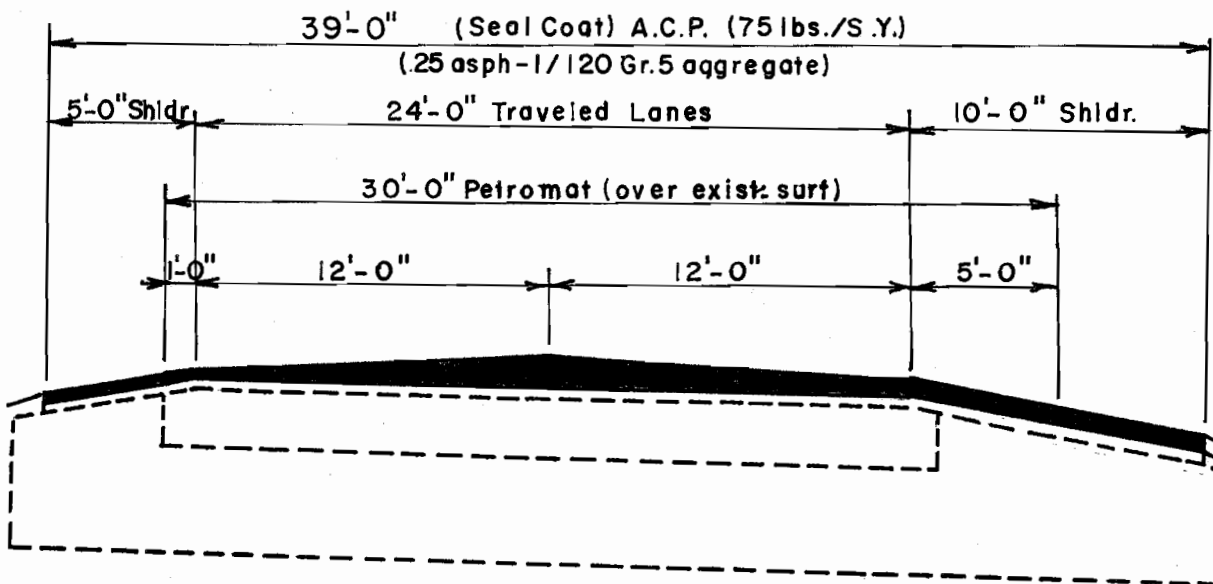 39'-0" (Seal Coat) A.C.P. (75 lbs./S.Y.)
(.25 asph-1/120 Gr.5 aggregate)
5'-0" Shldr. 24'-0" Traveled Lanes 10'-0" Shldr.
30'-0" Petromat (over exist. surf)
1'-0" 12'-0" 12'-0" 5'-0"